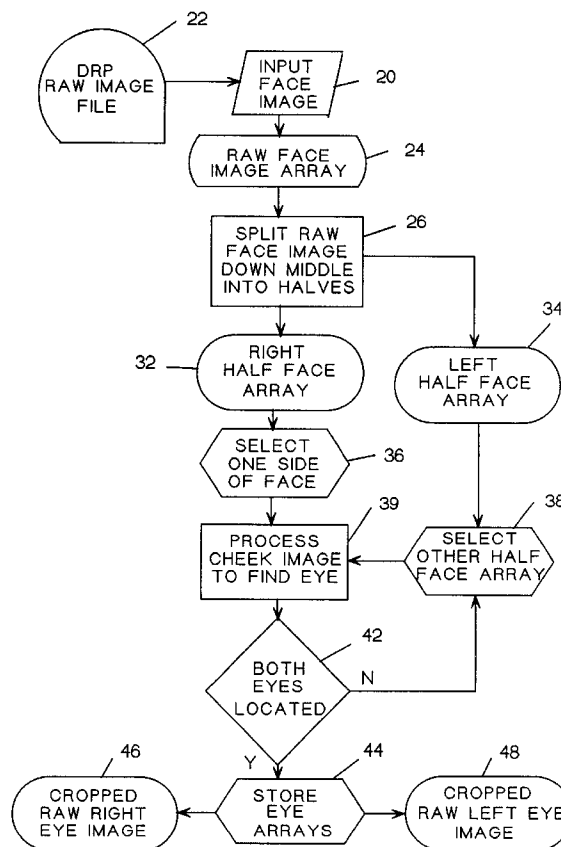 22
DRP
RAW IMAGE
FILE
INPUT
FACE
IMAGE
20
RAW FACE
IMAGE ARRAY
24
SPLIT RAW
FACE IMAGE
DOWN MIDDLE
INTO HALVES
26
32
RIGHT
HALF FACE
ARRAY
34
LEFT
HALF FACE
ARRAY
SELECT
ONE SIDE
OF FACE
36
39
PROCESS
CHEEK IMAGE
TO FIND EYE
38
SELECT
OTHER HALF
FACE ARRAY
42
BOTH
EYES
LOCATED
N
Y
46
CROPPED
RAW RIGHT
EYE IMAGE
44
STORE
EYE
ARRAYS
48
CROPPED
RAW LEFT EYE
IMAGE